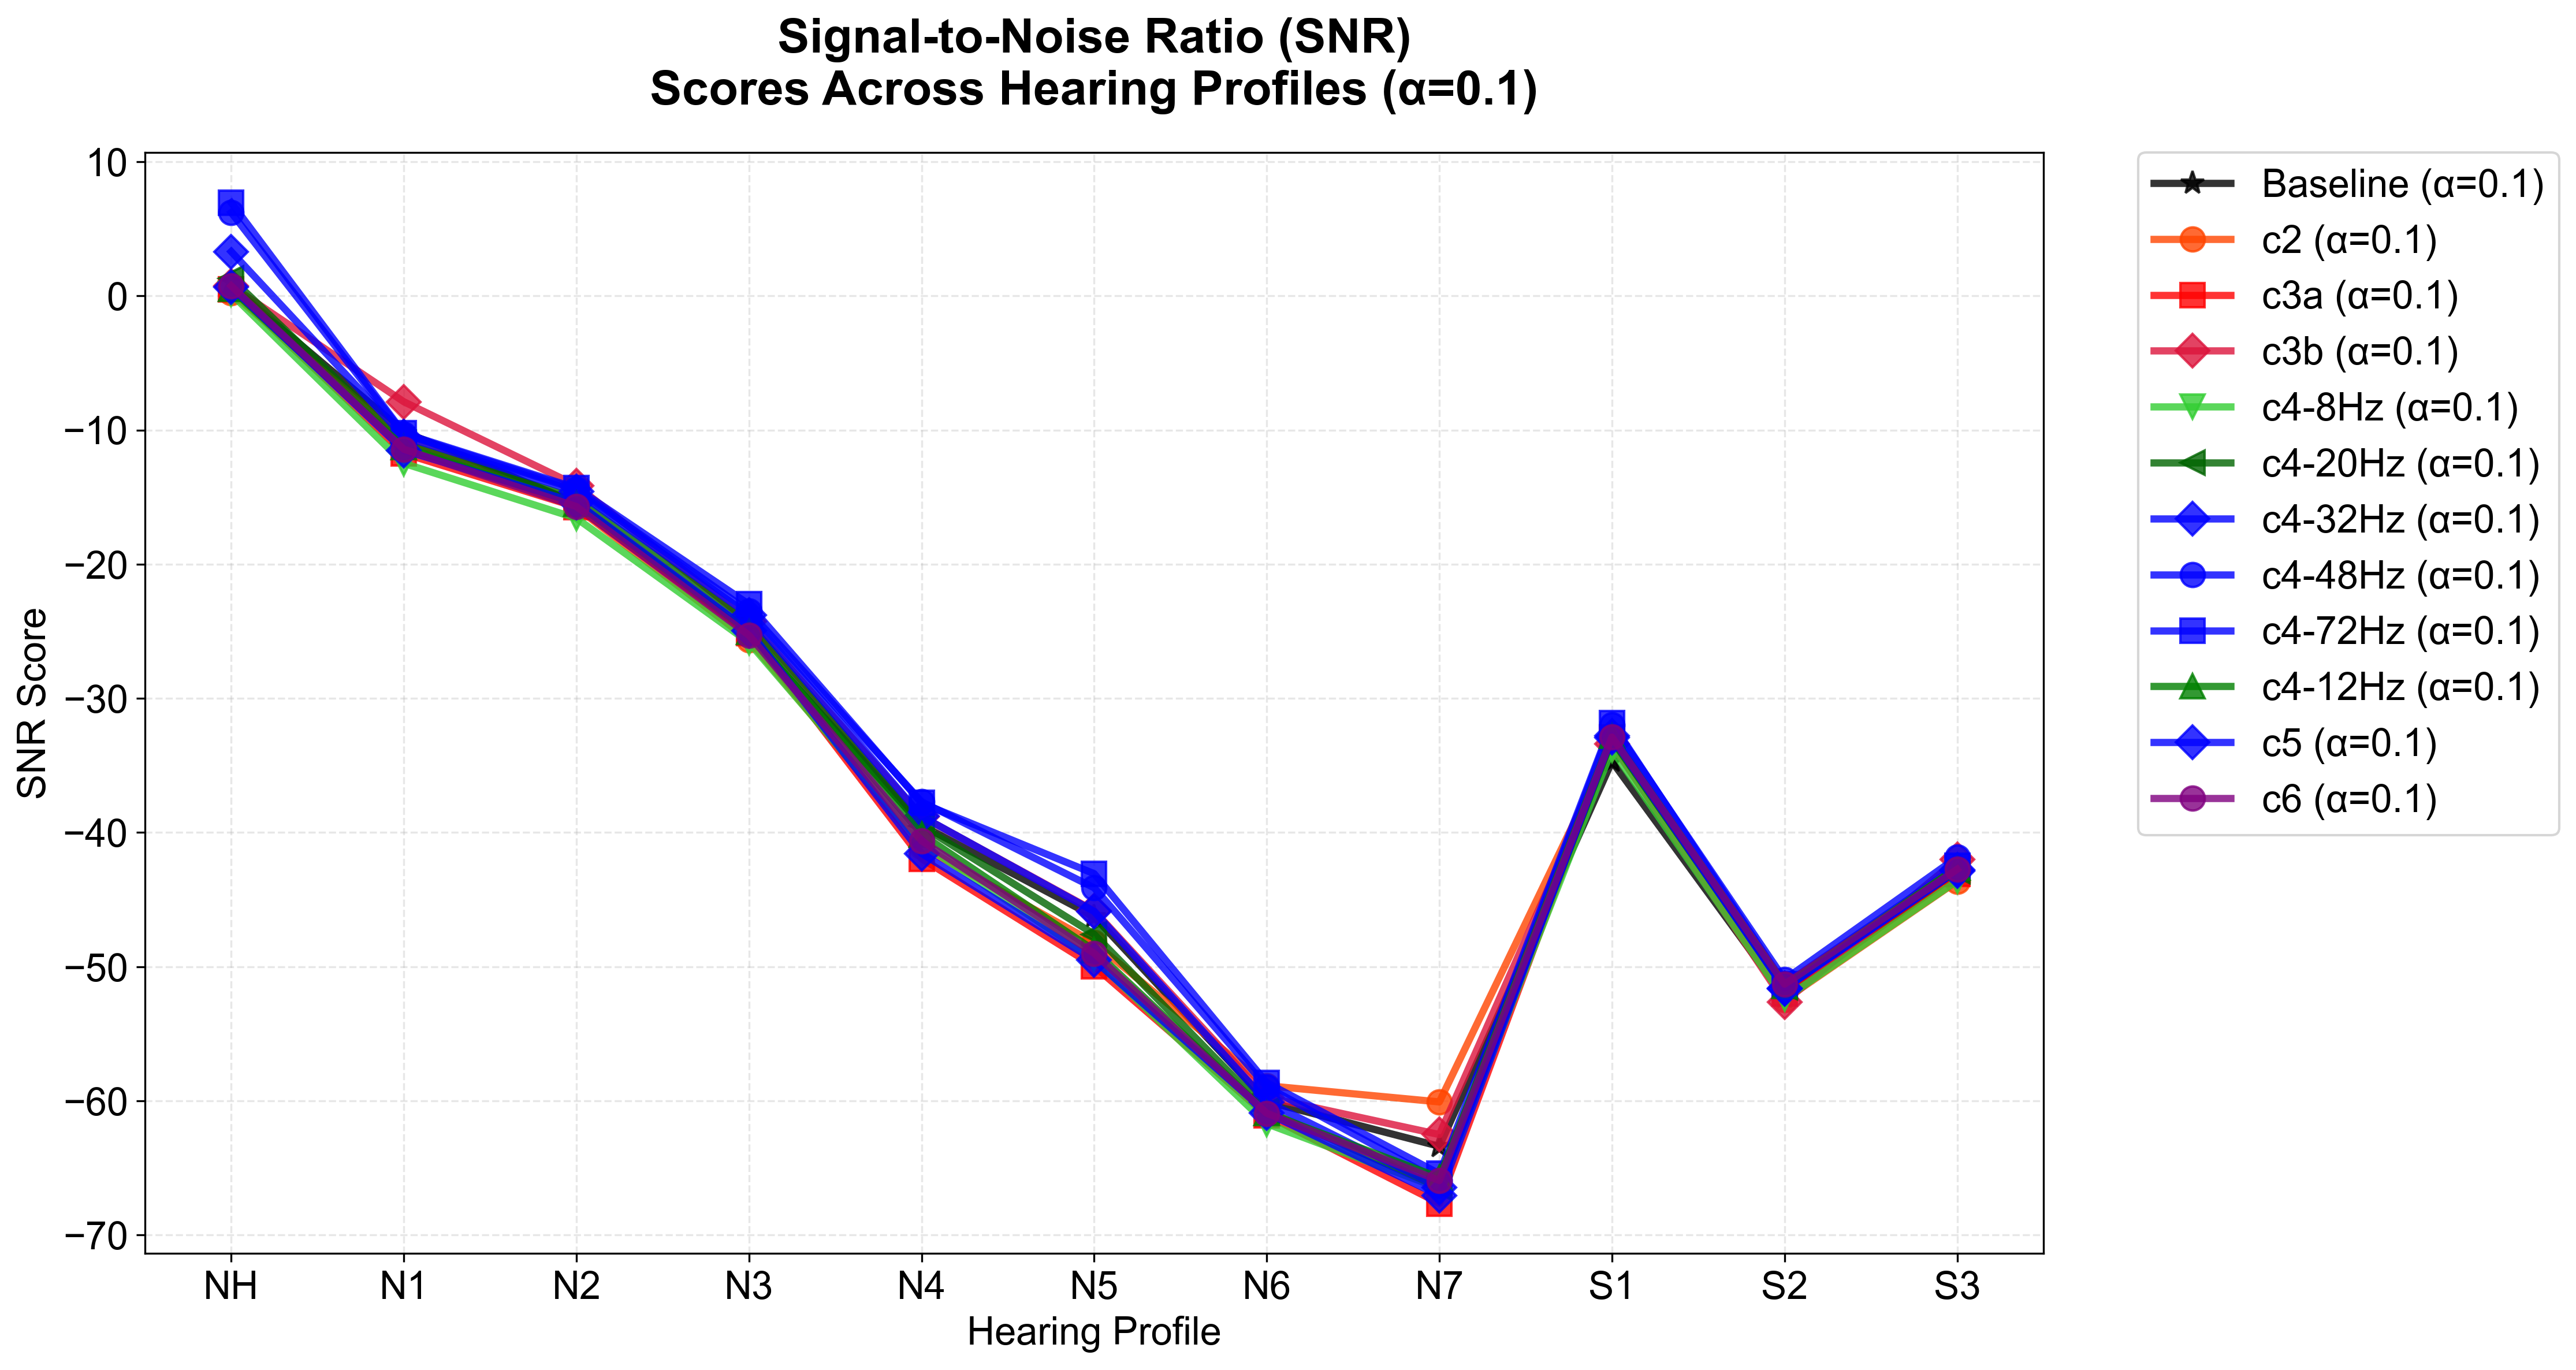 Signal-to-Noise Ratio (SNR)
Scores Across Hearing Profiles (α=0.1)
SNR Score
10
0
−10
−20
−30
−40
−50
−60
−70
NH
N1
N2
N3
N4
N5
N6
N7
S1
S2
S3
Hearing Profile
Baseline (α=0.1)
c2 (α=0.1)
c3a (α=0.1)
c3b (α=0.1)
c4-8Hz (α=0.1)
c4-20Hz (α=0.1)
c4-32Hz (α=0.1)
c4-48Hz (α=0.1)
c4-72Hz (α=0.1)
c4-12Hz (α=0.1)
c5 (α=0.1)
c6 (α=0.1)